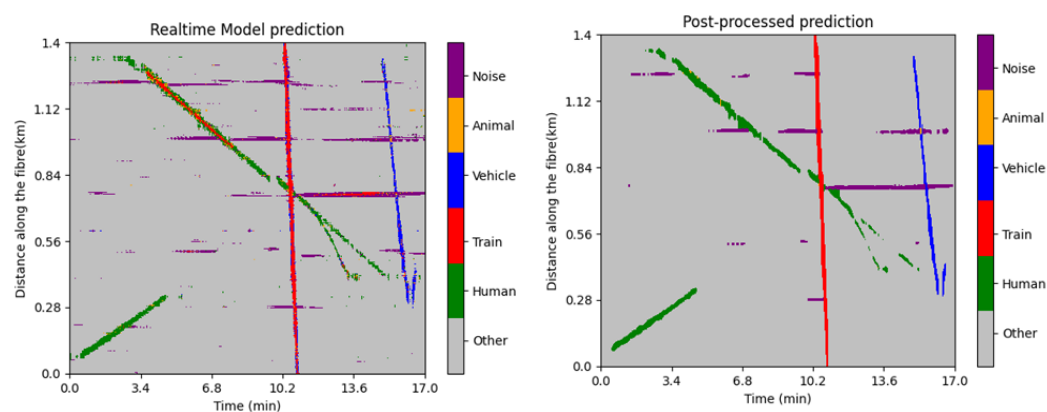 Realtime Model prediction
Distance along the fibre(km)
1.4
1.12
0.84
0.56
0.28
0.0
0.0 3.4 6.8 10.2 13.6 17.0
Time (min)
Noise
Animal
Vehicle
Train
Human
Other
Post-processed prediction
Distance along the fibre(km)
1.4
1.12
0.84
0.56
0.28
0.0
0.0 3.4 6.8 10.2 13.6 17.0
Time (min)
Noise
Animal
Vehicle
Train
Human
Other